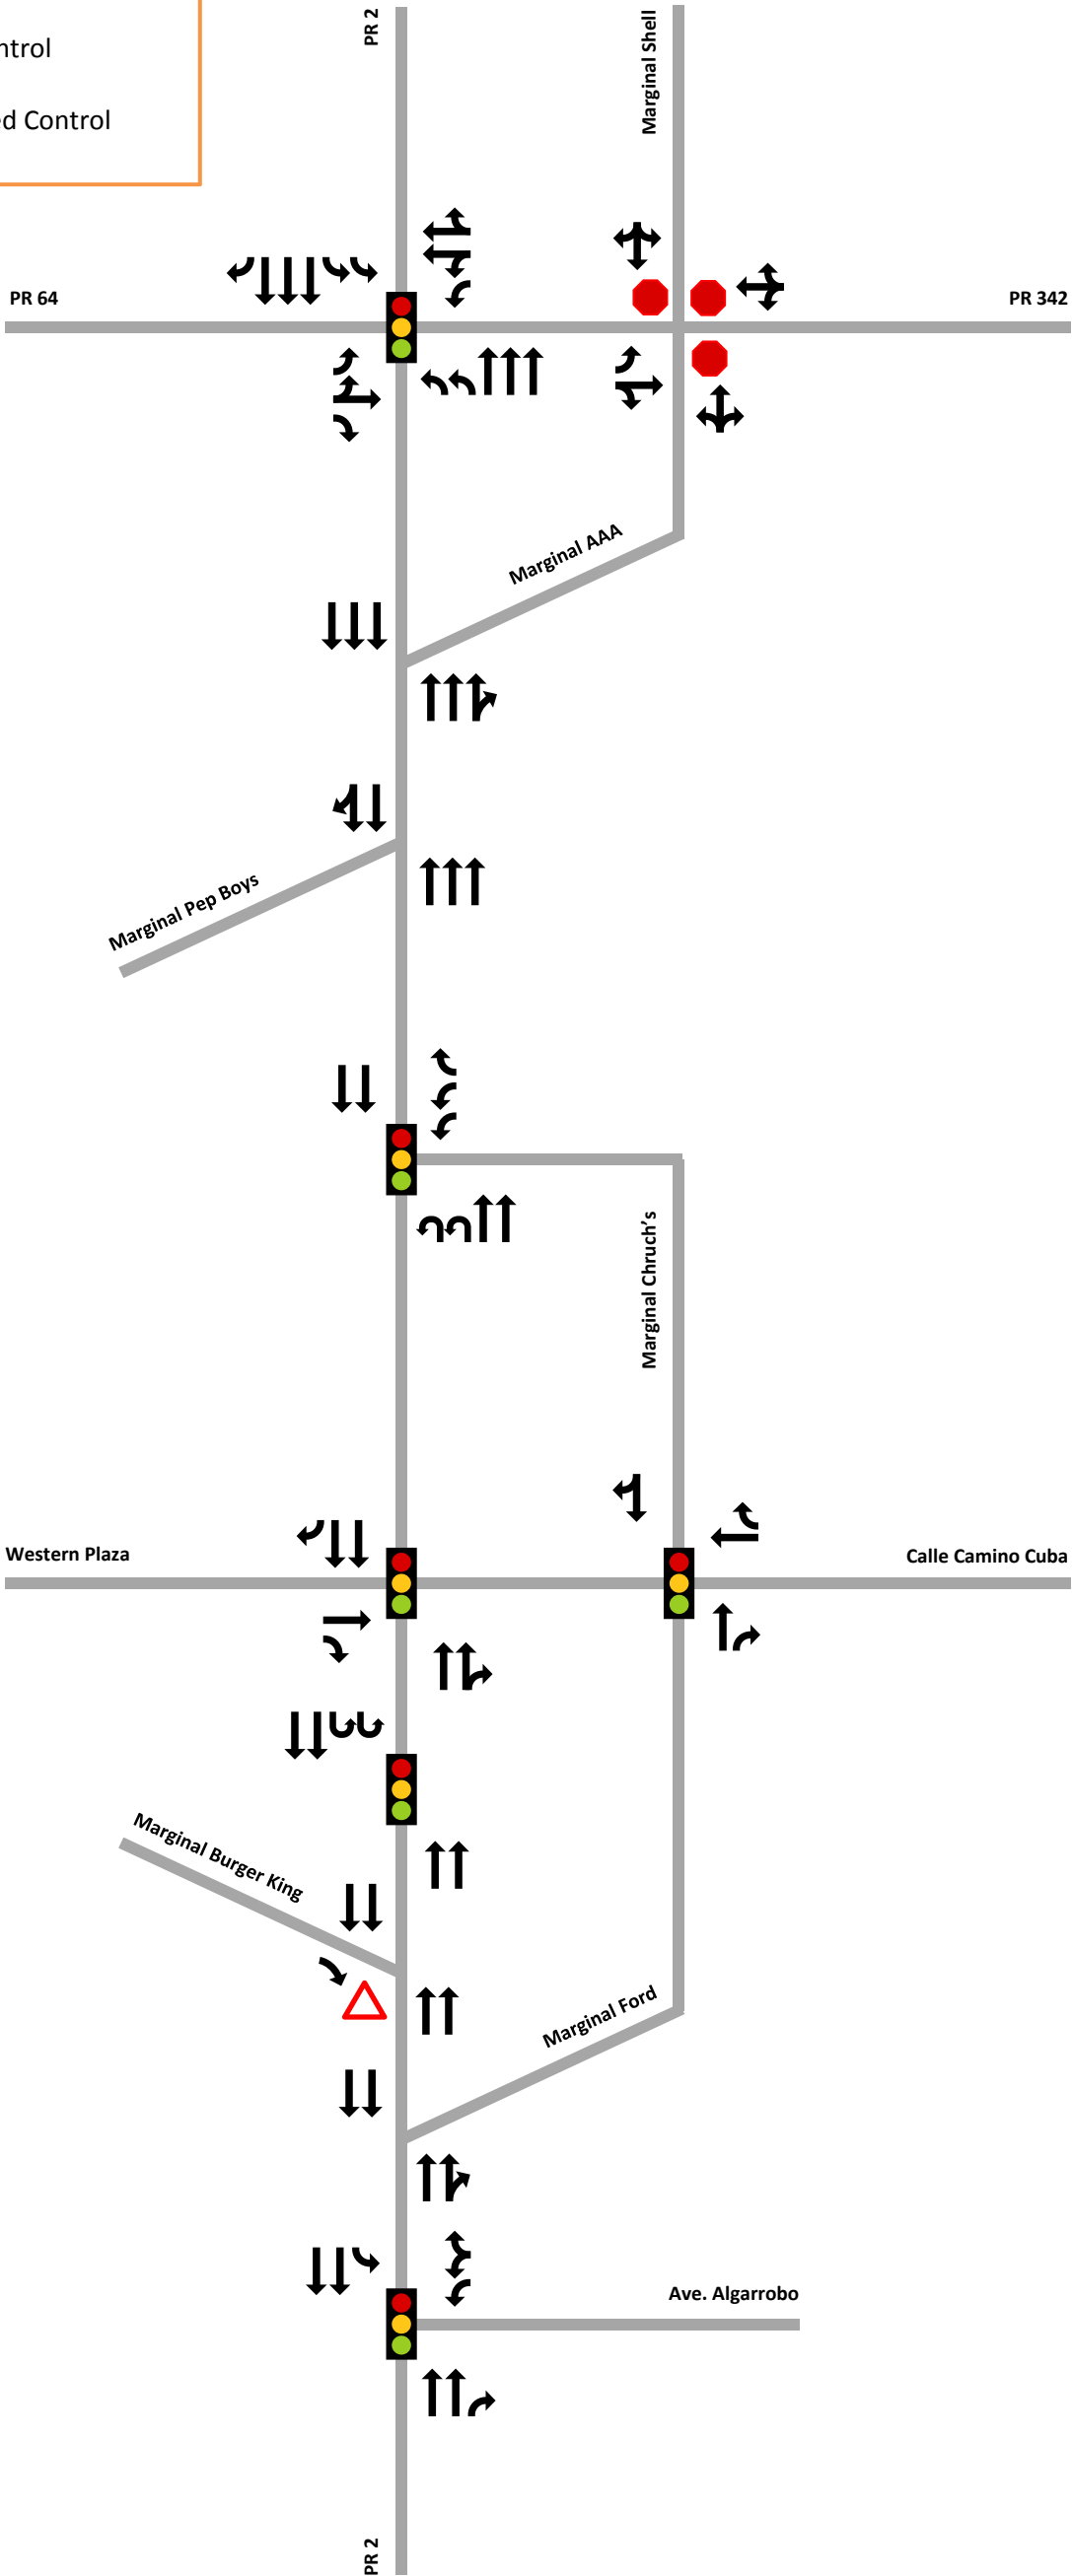 PR 2
Marginal Shell
Control
PR 64
PR 342
Marginal AAA
Marginal Pep Boys
Marginal Chruch's
Western Plaza
Calle Camino Cuba
Marginal Burger King
Marginal Ford
Ave. Algarrobo
PR 2